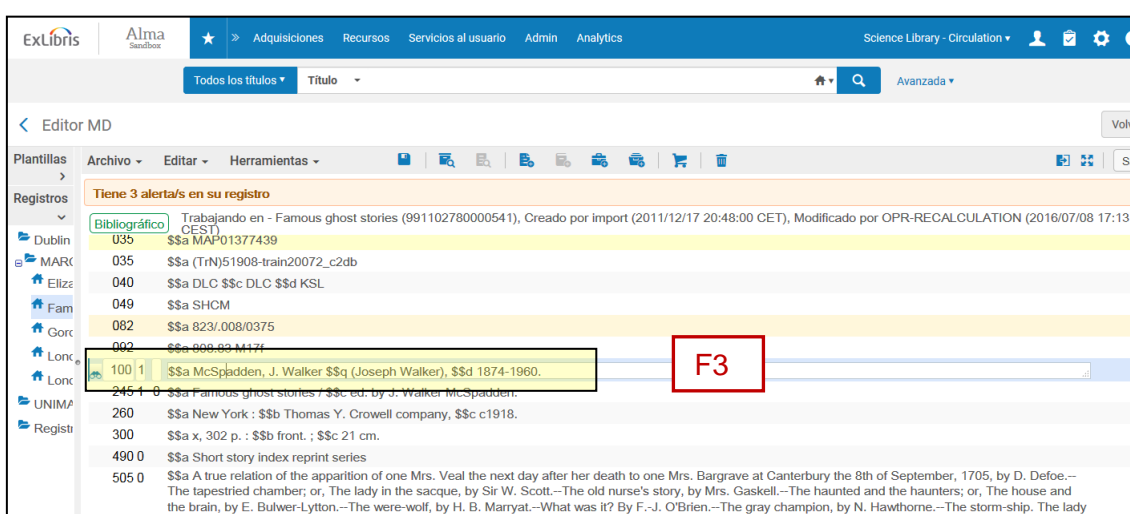 ExLibris Alma Sandbox ★ » Adquisiciones Recursos Servicios al usuario Admin Analytics Science Library - Circulation
Todos los títulos Título Avanzada
Editor MD
Plantillas Archivo Editar Herramientas
Registros Tiene 3 alerta/s en su registro
Bibliográfico Trabajando en - Famous ghost stories (991102780000541), Creado por import (2011/12/17 20:48:00 CET), Modificado por OPR-RECALCULATION (2016/07/08 17:13
CEST)
Dublin 035 $$a MAP01377439
035 $$a (TrN)51908-train20072_c2db
Eliza 040 $$a DLC $$c DLC $$d KSL
Fam 049 $$a SHCM
Gord 082 $$a 823/.008/0375
092 $$a 808.83 M17f
100 1 $$a McSpadden, J. Walker $$q (Joseph Walker), $$d 1874-1960. F3
245 1 0 $$a Famous ghost stories / $$c ed. by J. Walker McSpadden.
260 $$a New York : $$b Thomas Y. Crowell company, $$c c1918.
300 $$a x, 302 p. : $$b front. ; $$c 21 cm.
490 0 $$a Short story index reprint series
505 0 $$a A true relation of the apparition of one Mrs. Veal the next day after her death to one Mrs. Bargrave at Canterbury the 8th of September, 1705, by D. Defoe.--
The tapestried chamber; or, The lady in the sacque, by Sir W. Scott.--The old nurse's story, by Mrs. Gaskell.--The haunted and the haunters; or, The house and
the brain, by E. Bulwer-Lytton.--The were-wolf, by H. B. Marryat.--What was it? By F.-J. O'Brien.--The gray champion, by N. Hawthorne.--The storm-ship. The lady